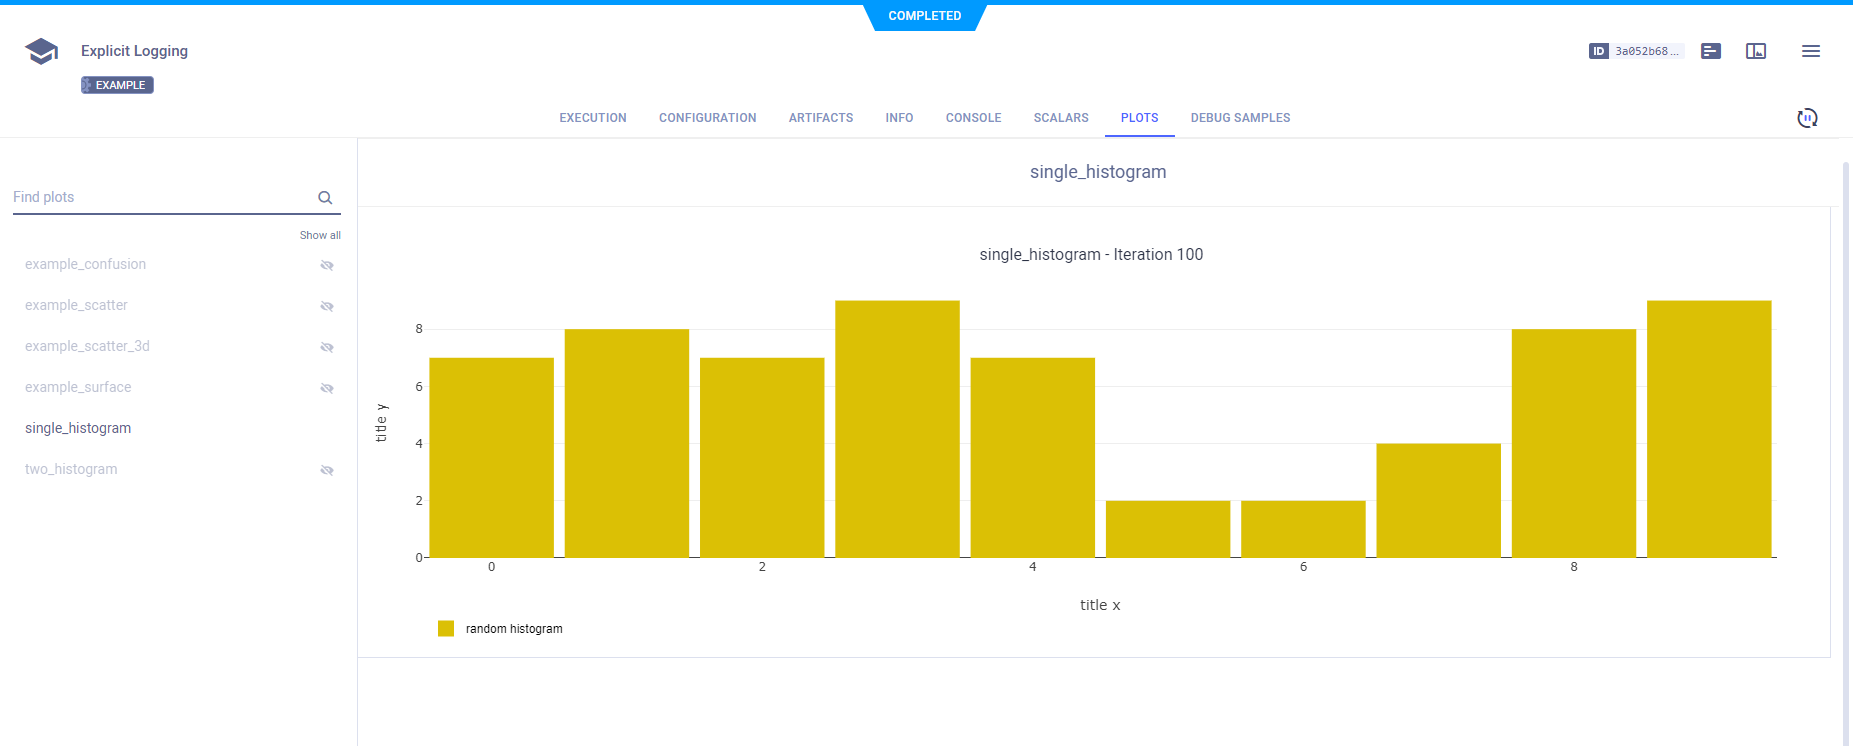 COMPLETED
Explicit Logging
ID 3a052b68...
EXAMPLE
EXECUTION CONFIGURATION ARTIFACTS INFO CONSOLE SCALARS PLOTS DEBUG SAMPLES
Find plots
Show all
example_confusion
example_scatter
example_scatter_3d
example_surface
single_histogram
two_histogram
single_histogram
single_histogram - Iteration 100
title y
8
6
4
2
0
0 2 4 6 8
title x
random histogram